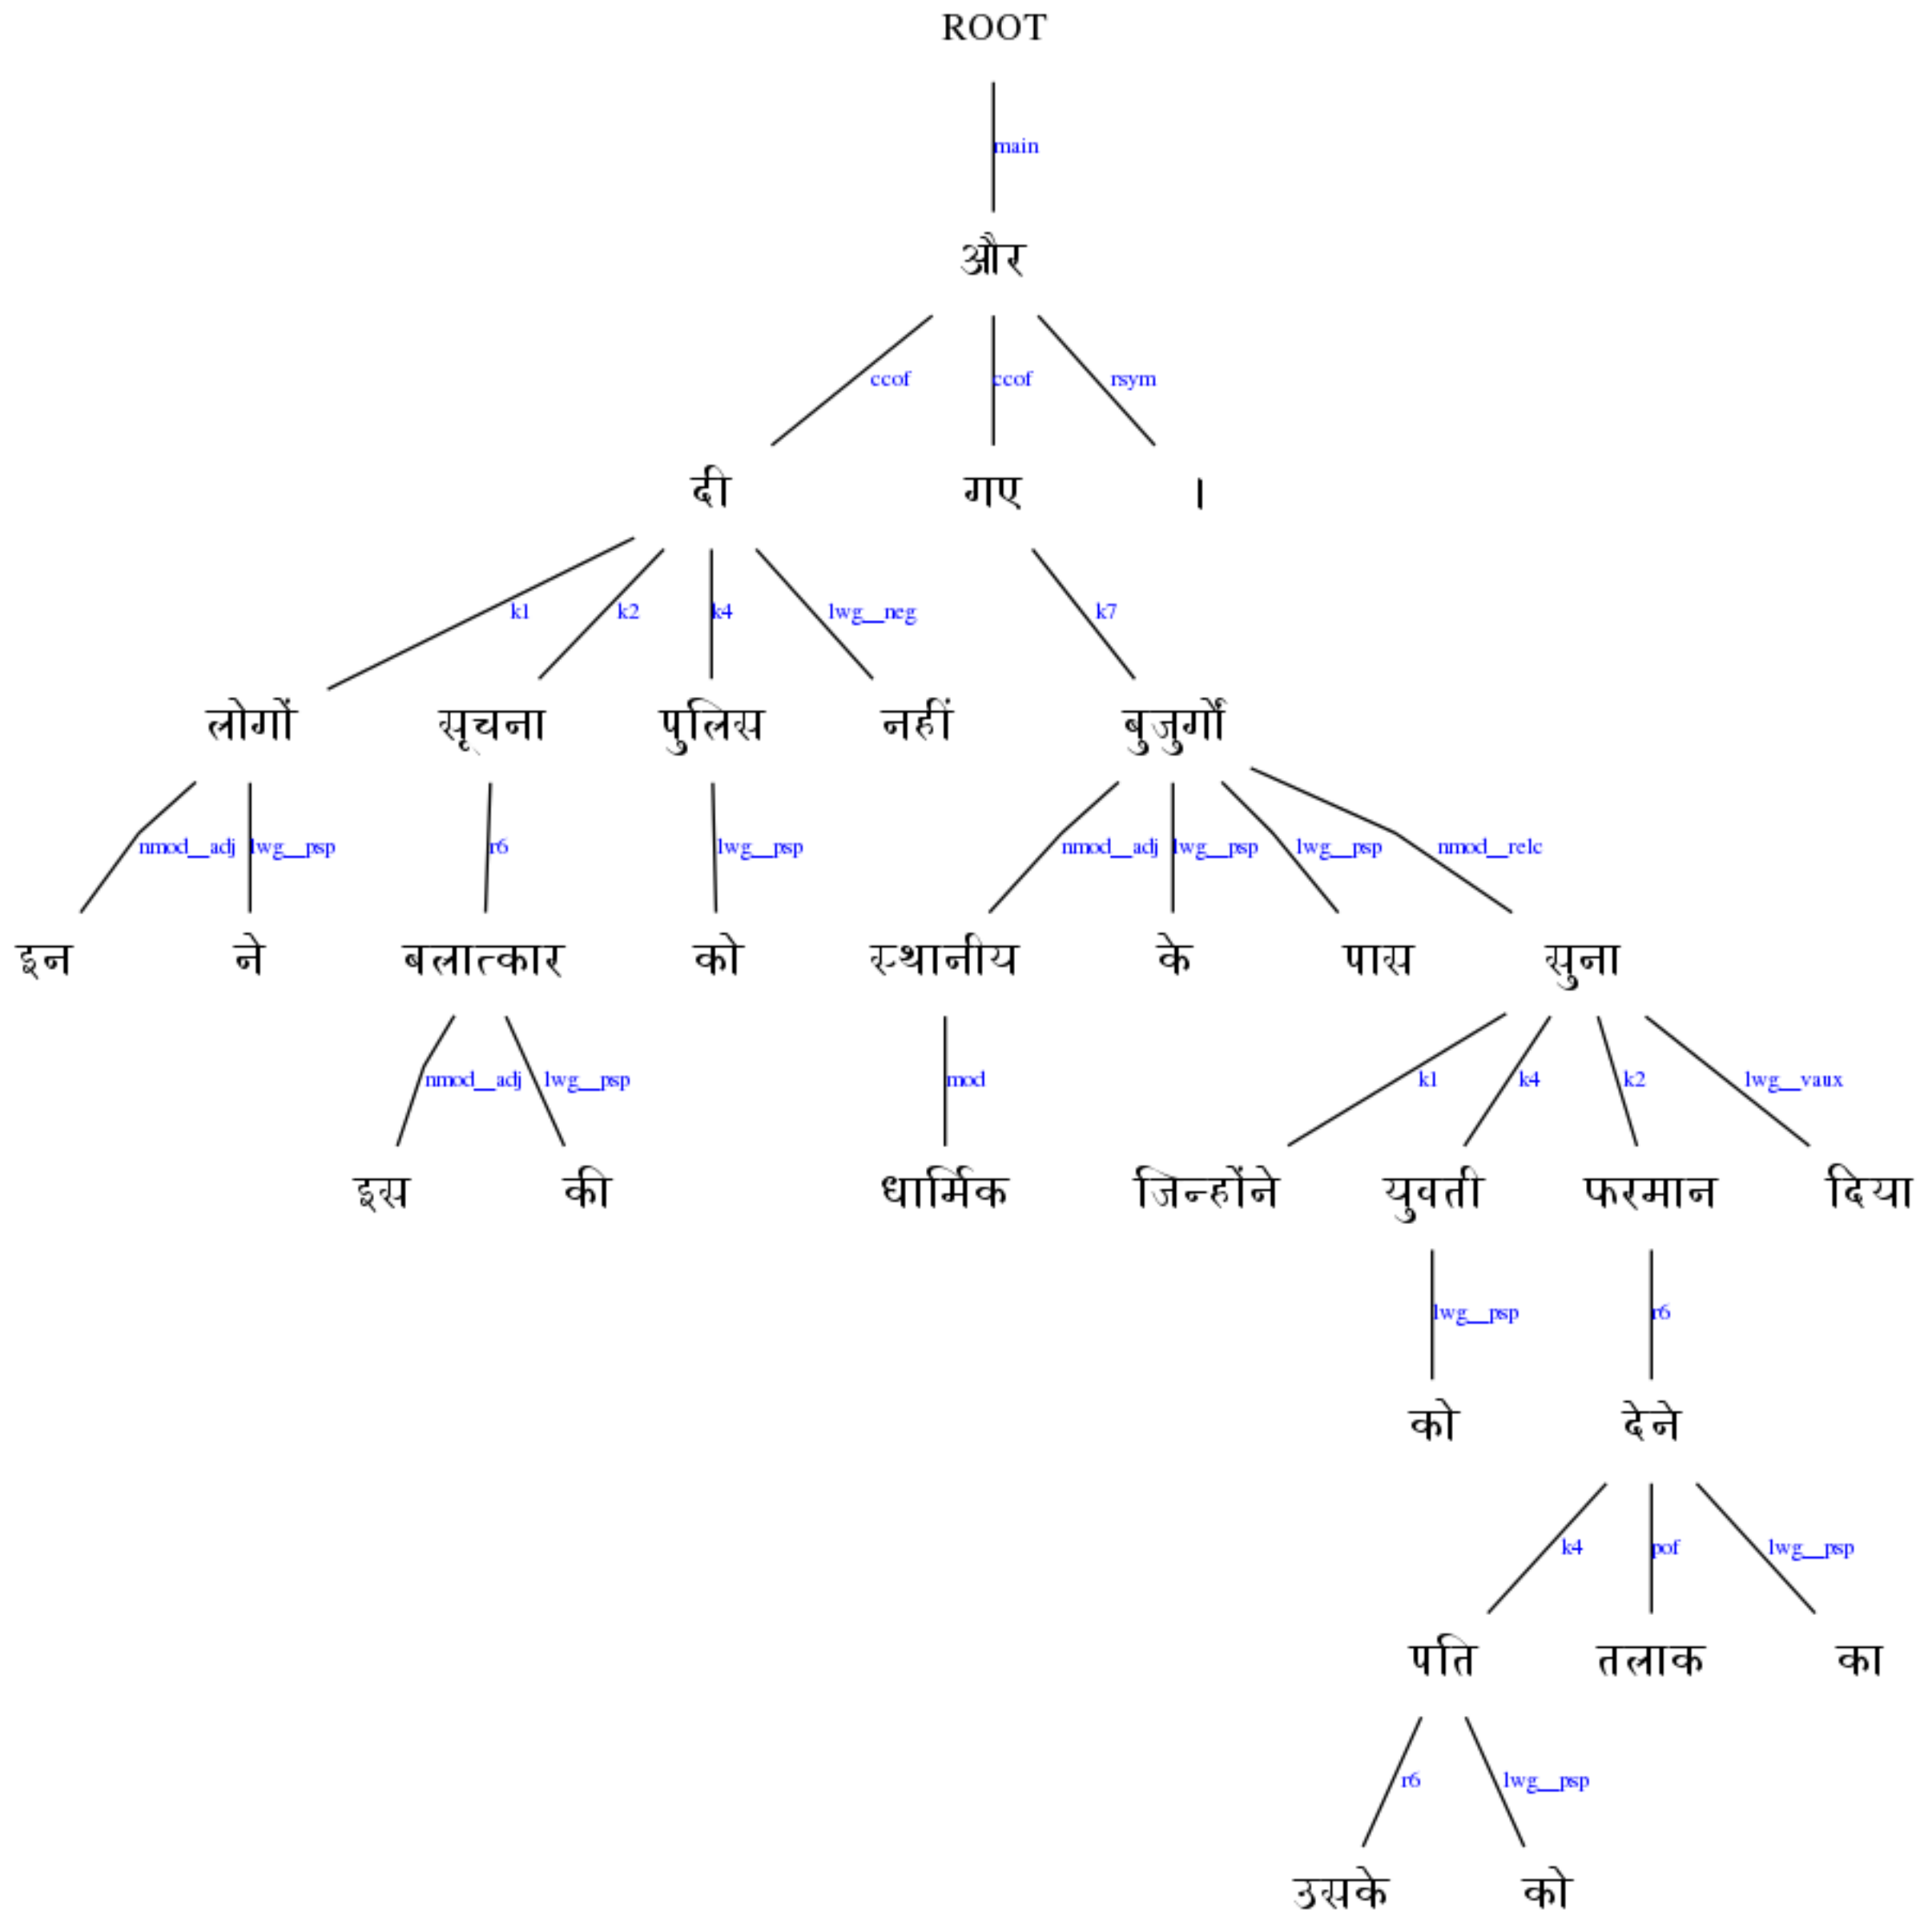 ROOT
main
और
ccof ccof rsym
दी गए ।
k1 k2 k4 lwg__neg k7
लोगों सूचना पुलिस नहीं बुजुर्गों
nmod__adj lwg__psp r6 lwg__psp nmod__adj lwg__psp lwg__psp nmod__relc
इन ने बलात्कार को स्थानीय के पास सुना
nmod__adj lwg__psp mod k1 k4 k2 lwg__vaux
इस की धार्मिक जिन्होंने युवती फरमान दिया
lwg__psp r6
को देने
k4 pof lwg__psp
पति तलाक का
r6 lwg__psp
उसके को